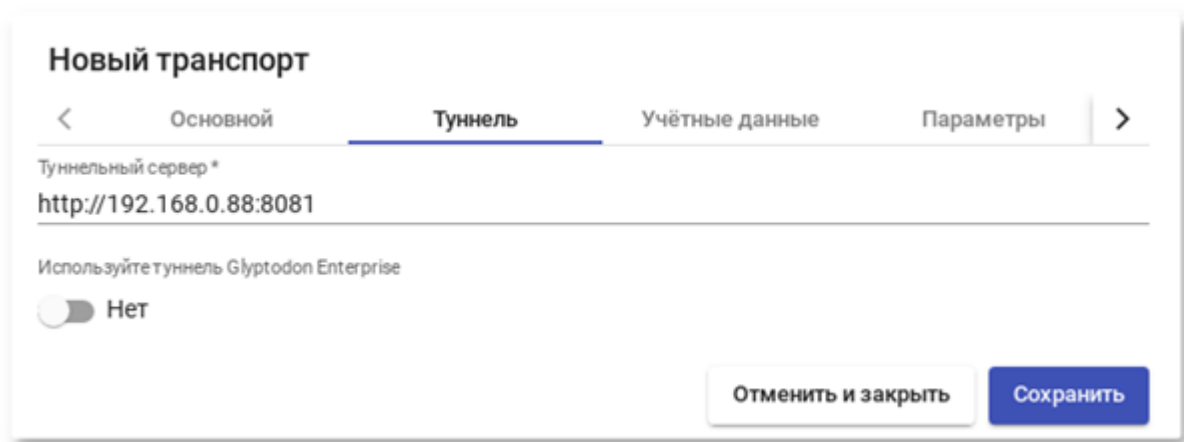 Новый транспорт
Основной Туннель Учётные данные Параметры
Туннельный сервер *
http://192.168.0.88:8081
Используйте туннель Glyptodon Enterprise
Нет
Отменить и закрыть Сохранить